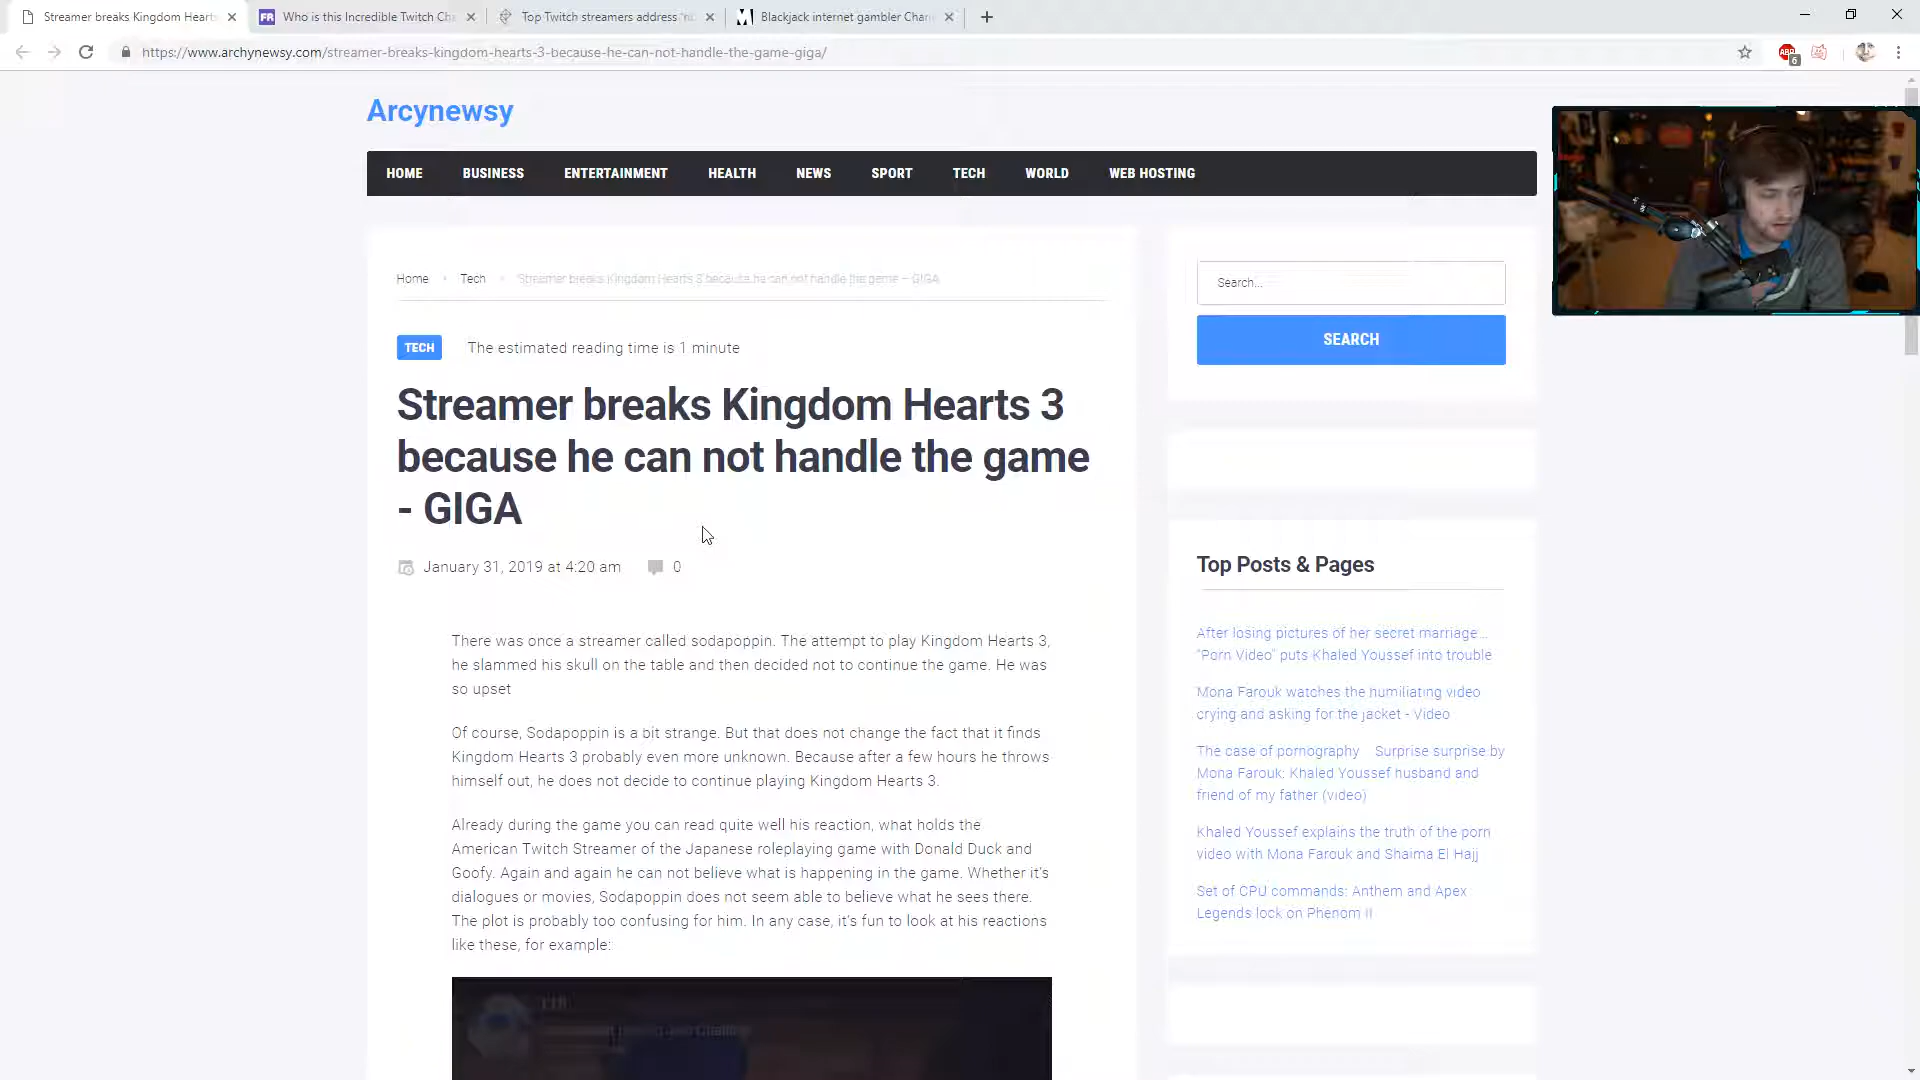 Streamer breaks Kingdom Hearts
FR Who is this Incredible Twitch Ch
Top Twitch streamers address
Blackjack internet gambler Chan
https://www.archynewsy.com/streamer-breaks-kingdom-hearts-3-because-he-can-not-handle-the-game-giga/
ABP
6
Arcynewsy
HOME BUSINESS ENTERTAINMENT HEALTH NEWS SPORT TECH WORLD WEB HOSTING
Home Tech Streamer breaks Kingdom Hearts 3 because he can not handle the game – GIGA
TECH The estimated reading time is 1 minute
Streamer breaks Kingdom Hearts 3
because he can not handle the game
- GIGA
January 31, 2019 at 4:20 am 0
There was once a streamer called sodapoppin. The attempt to play Kingdom Hearts 3,
he slammed his skull on the table and then decided not to continue the game. He was
so upset
Of course, Sodapoppin is a bit strange. But that does not change the fact that it finds
Kingdom Hearts 3 probably even more unknown. Because after a few hours he throws
himself out, he does not decide to continue playing Kingdom Hearts 3.
Already during the game you can read quite well his reaction, what holds the
American Twitch Streamer of the Japanese roleplaying game with Donald Duck and
Goofy. Again and again he can not believe what is happening in the game. Whether it's
dialogues or movies, Sodapoppin does not seem able to believe what he sees there.
The plot is probably too confusing for him. In any case, it's fun to look at his reactions
like these, for example:
Search...
SEARCH
Top Posts & Pages
After losing pictures of her secret marriage...
"Porn Video" puts Khaled Youssef into trouble
Mona Farouk watches the humiliating video
crying and asking for the jacket - Video
The case of pornography Surprise surprise by
Mona Farouk: Khaled Youssef husband and
friend of my father (video)
Khaled Youssef explains the truth of the porn
video with Mona Farouk and Shaima El Hajj
Set of CPU commands: Anthem and Apex
Legends lock on Phenom II